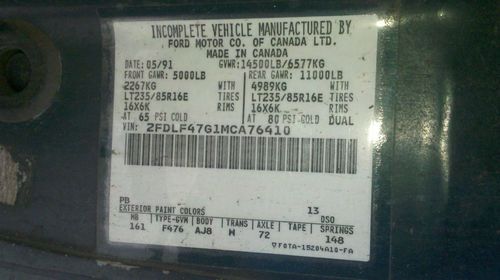 INCOMPLETE VEHICLE MANUFACTURED BY
FORD MOTOR CO. OF CANADA LTD.
MADE IN CANADA
DATE: 05/91 GVWR: 14500LB/6577KG
FRONT GAWR: 5000LB REAR GAWR: 11000LB
2267KG WITH 4989KG WITH
LT235/85R16E TIRES LT235/85R16E TIRES
16X6K RIMS 16X6K RIMS
AT 65 PSI COLD AT 80 PSI COLD DUAL
VIN: 2FDLF47G1MCA76410
PB 13
EXTERIOR PAINT COLORS DSO
WB TYPE-GVW BODY TRANS AXLE TAPE SPRINGS
161 F476 AJ8 M 72 148
▽F0TA-15204A10-FA